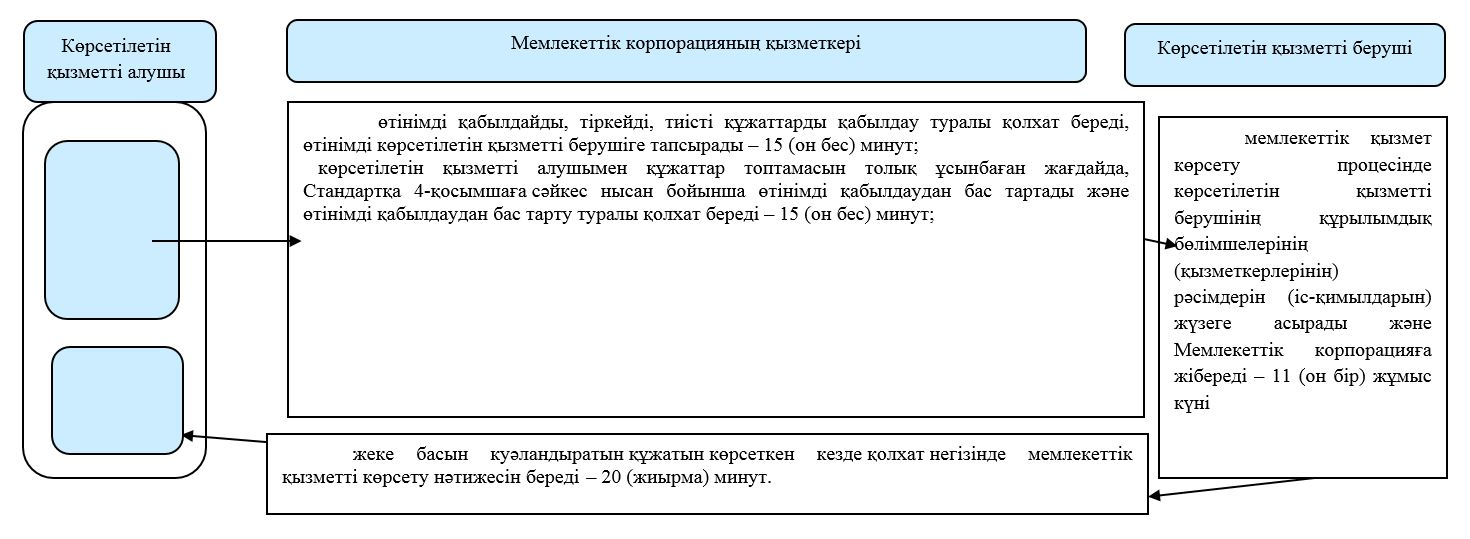 Көрсетілетін
қызметті алушы
Мемлекеттік корпорацияның қызметкері
Көрсетілетін қызметті беруші
өтінімді қабылдайды, тіркейді, тиісті құжаттарды қабылдау туралы қолхат береді,
өтінімді көрсетілетін қызметті берушіге тапсырады – 15 (он бес) минут;
көрсетілетін қызметті алушымен құжаттар топтамасын толық ұсынбаған жағдайда,
Стандартқа 4-қосымшаға сәйкес нысан бойынша өтінімді қабылдаудан бас тартады және
өтінімді қабылдаудан бас тарту туралы қолхат береді – 15 (он бес) минут;
мемлекеттік қызмет
көрсету процесінде
көрсетілетін қызметті
берушінің құрылымдық
бөлімшелерінің
(қызметкерлерінің)
рәсімдерін (іс-қимылдарын)
жүзеге асырады және
Мемлекеттік корпорацияға
жібереді – 11 (он бір) жұмыс
күні
жеке басын куәландыратын құжатын көрсеткен кезде қолхат негізінде мемлекеттік
қызметті көрсету нәтижесін береді – 20 (жиырма) минут.